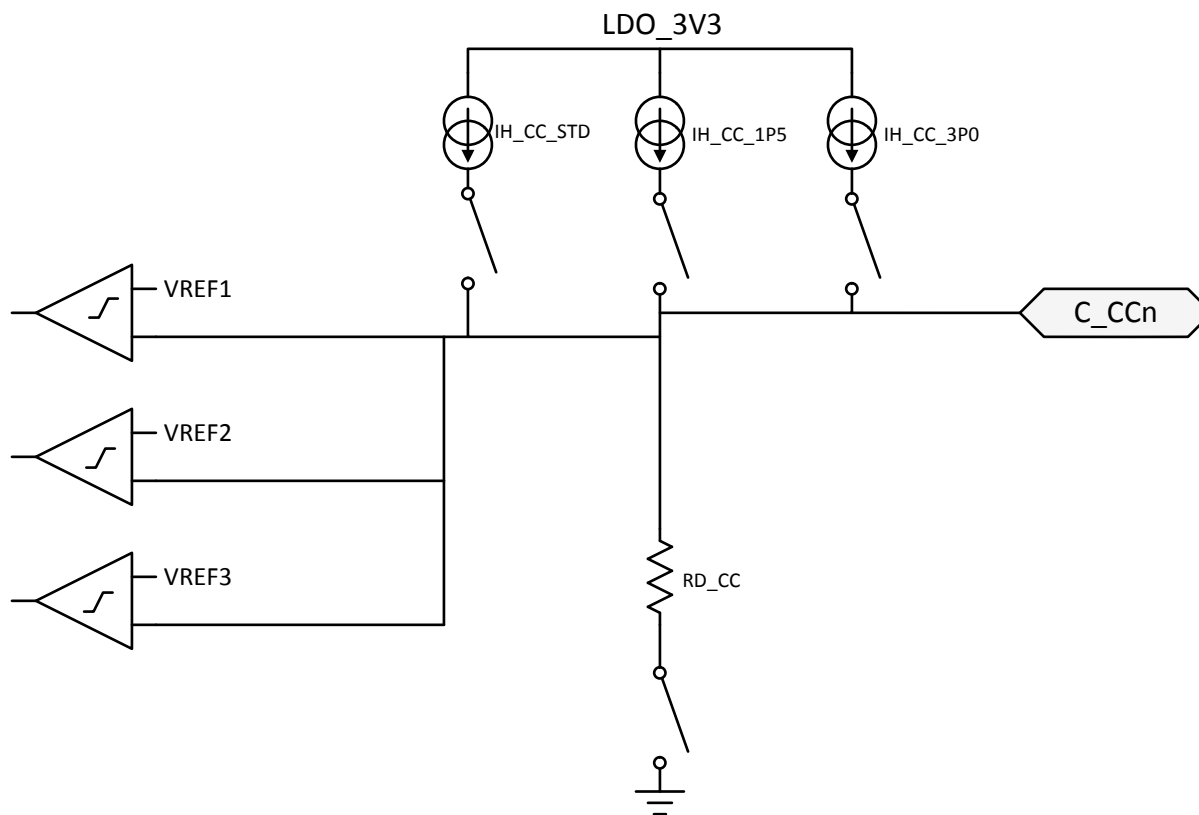 LDO_3V3
IH_CC_STD
IH_CC_1P5
IH_CC_3P0
VREF1
C_CCn
VREF2
VREF3
RD_CC